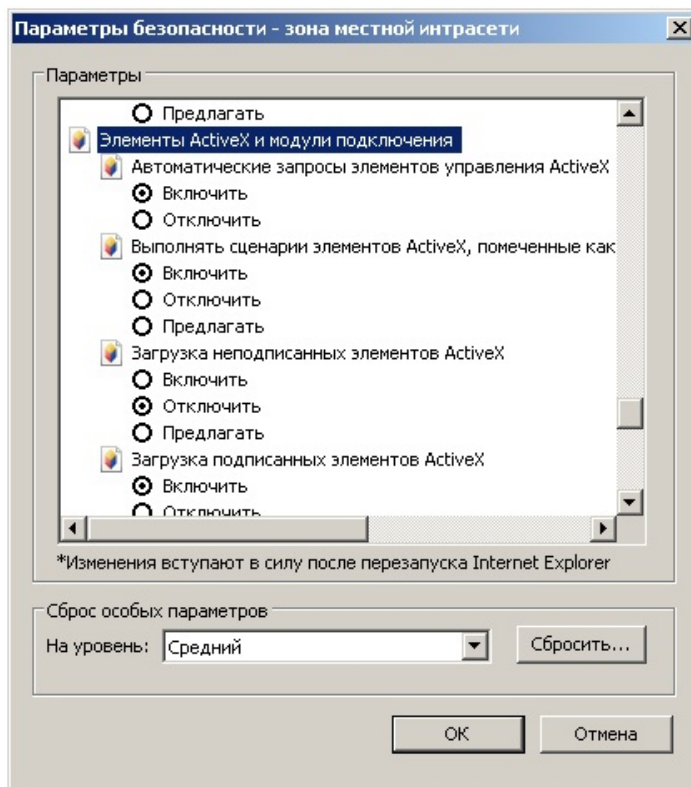 Параметры безопасности - зона местной интрасети
Параметры
Предлагать
Элементы ActiveX и модули подключения
Автоматические запросы элементов управления ActiveX
Включить
Отключить
Выполнять сценарии элементов ActiveX, помеченные как
Включить
Отключить
Предлагать
Загрузка неподписанных элементов ActiveX
Включить
Отключить
Предлагать
Загрузка подписанных элементов ActiveX
Включить
Отключить
*Изменения вступают в силу после перезапуска Internet Explorer
Сброс особых параметров
На уровень: Средний Сбросить...
ОК Отмена